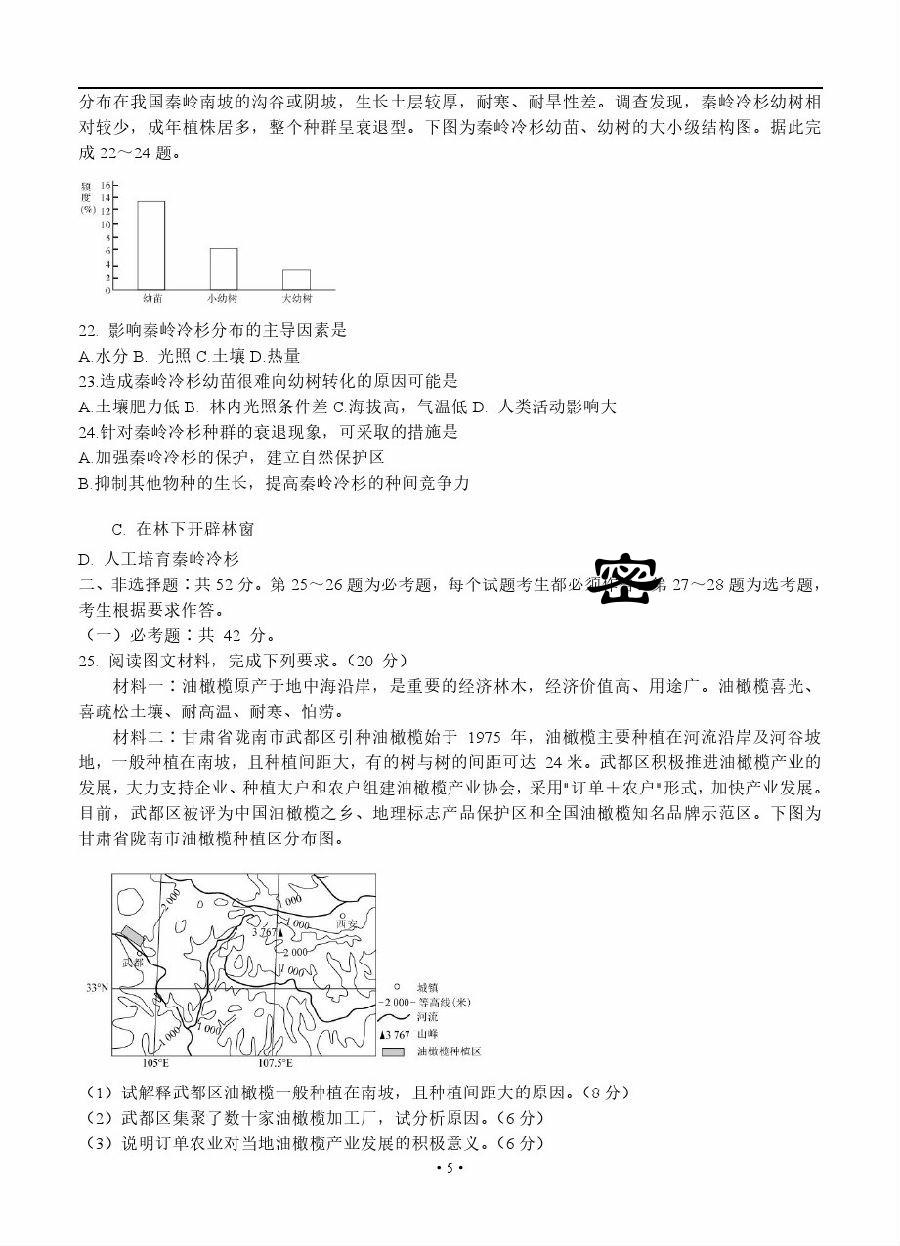 分布在我国秦岭南坡的沟谷或阴坡，生长土层较厚，耐寒、耐旱性差。调查发现，秦岭冷杉幼树相
对较少，成年植株居多，整个种群呈衰退型。下图为秦岭冷杉幼苗、幼树的大小级结构图。据此完
成 22～24 题。
频度(%)
16
14
12
10
8
6
4
2
0
幼苗 小幼树 大幼树
22. 影响秦岭冷杉分布的主导因素是
A.水分 B. 光照 C.土壤 D.热量
23.造成秦岭冷杉幼苗很难向幼树转化的原因可能是
A.土壤肥力低 B. 林内光照条件差 C.海拔高，气温低 D. 人类活动影响大
24.针对秦岭冷杉种群的衰退现象，可采取的措施是
A.加强秦岭冷杉的保护，建立自然保护区
B.抑制其他物种的生长，提高秦岭冷杉的种间竞争力
C. 在林下开辟林窗
D. 人工培育秦岭冷杉
二、非选择题：共 52 分。第 25～26 题为必考题，每个试题考生都必须 密 第 27～28 题为选考题，
考生根据要求作答。
（一）必考题：共 42 分。
25. 阅读图文材料，完成下列要求。（20 分）
材料一：油橄榄原产于地中海沿岸，是重要的经济林木，经济价值高、用途广。油橄榄喜光、
喜疏松土壤、耐高温、耐寒、怕涝。
材料二：甘肃省陇南市武都区引种油橄榄始于 1975 年，油橄榄主要种植在河流沿岸及河谷坡
地，一般种植在南坡，且种植间距大，有的树与树的间距可达 24 米。武都区积极推进油橄榄产业的
发展，大力支持企业、种植大户和农户组建油橄榄产业协会，采用"订单＋农户"形式，加快产业发展。
目前，武都区被评为中国油橄榄之乡、地理标志产品保护区和全国油橄榄知名品牌示范区。下图为
甘肃省陇南市油橄榄种植区分布图。
2 000
1 000
西安
1 000
3 767
2 000
武都
1 000
33°N
1 000
1 000
105°E 107.5°E
城镇
-2 000- 等高线(米)
河流
▲3 767 山峰
油橄榄种植区
（1）试解释武都区油橄榄一般种植在南坡，且种植间距大的原因。（8 分）
（2）武都区集聚了数十家油橄榄加工厂，试分析原因。（6 分）
（3）说明订单农业对当地油橄榄产业发展的积极意义。（6 分）
·5·